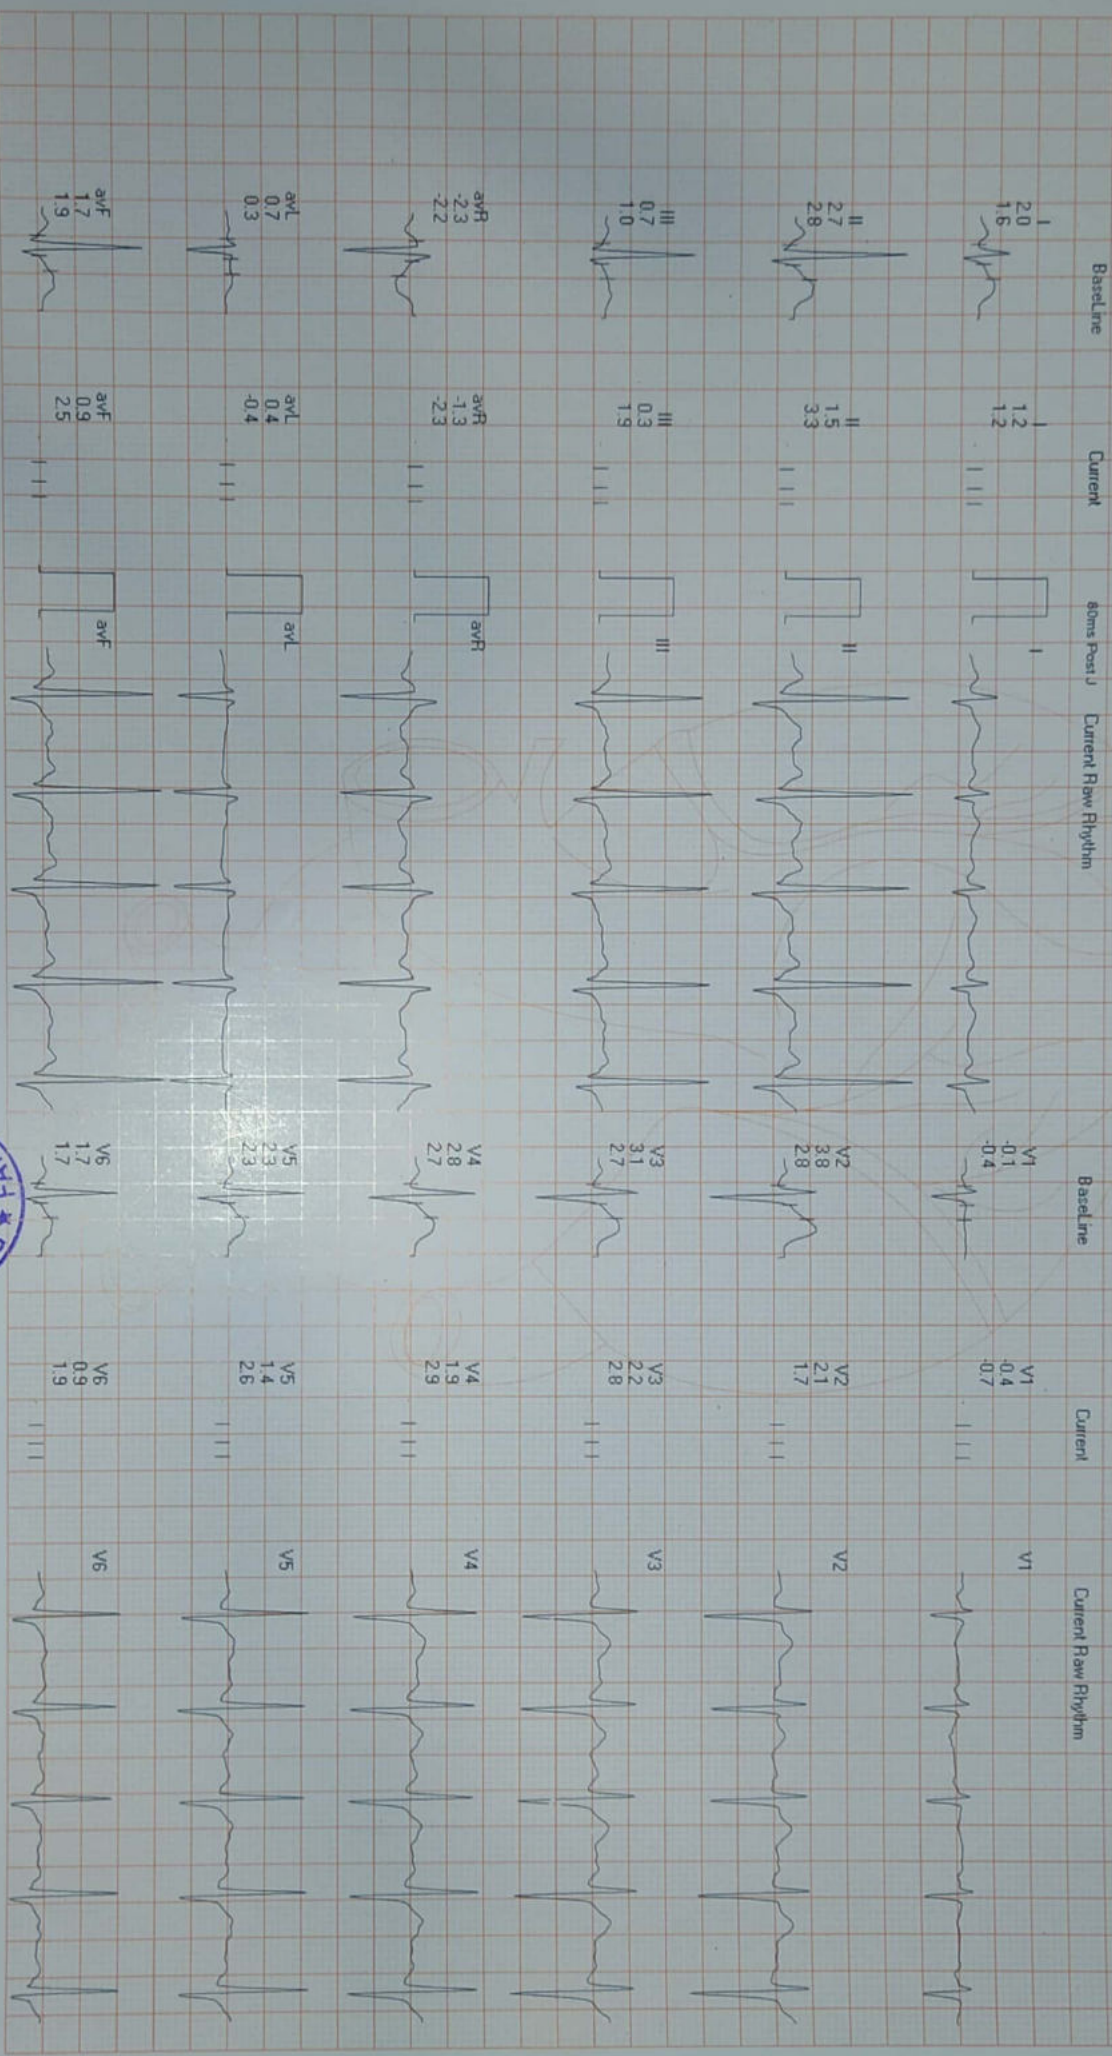 BaseLine Current 80ms Post J Current Raw Rhythm BaseLine Current Current Raw Rhythm
I I I V1 V1 V1
2.0 1.2 -0.1 -0.4
1.6 1.2 -0.4 -0.7
II II II V2 V2 V2
2.7 1.5 3.8 2.1
2.8 3.3 2.8 1.7
III III III V3 V3 V3
0.7 0.3 3.1 2.2
1.0 1.9 2.7 2.8
avR avR avR V4 V4 V4
-2.3 -1.3 2.8 1.9
-2.2 -2.3 2.7 2.9
avL avL avL V5 V5 V5
0.7 0.4 2.3 1.4
0.3 -0.4 2.3 2.6
avF avF avF V6 V6 V6
1.7 0.9 1.7 0.9
1.9 2.5 1.7 1.9